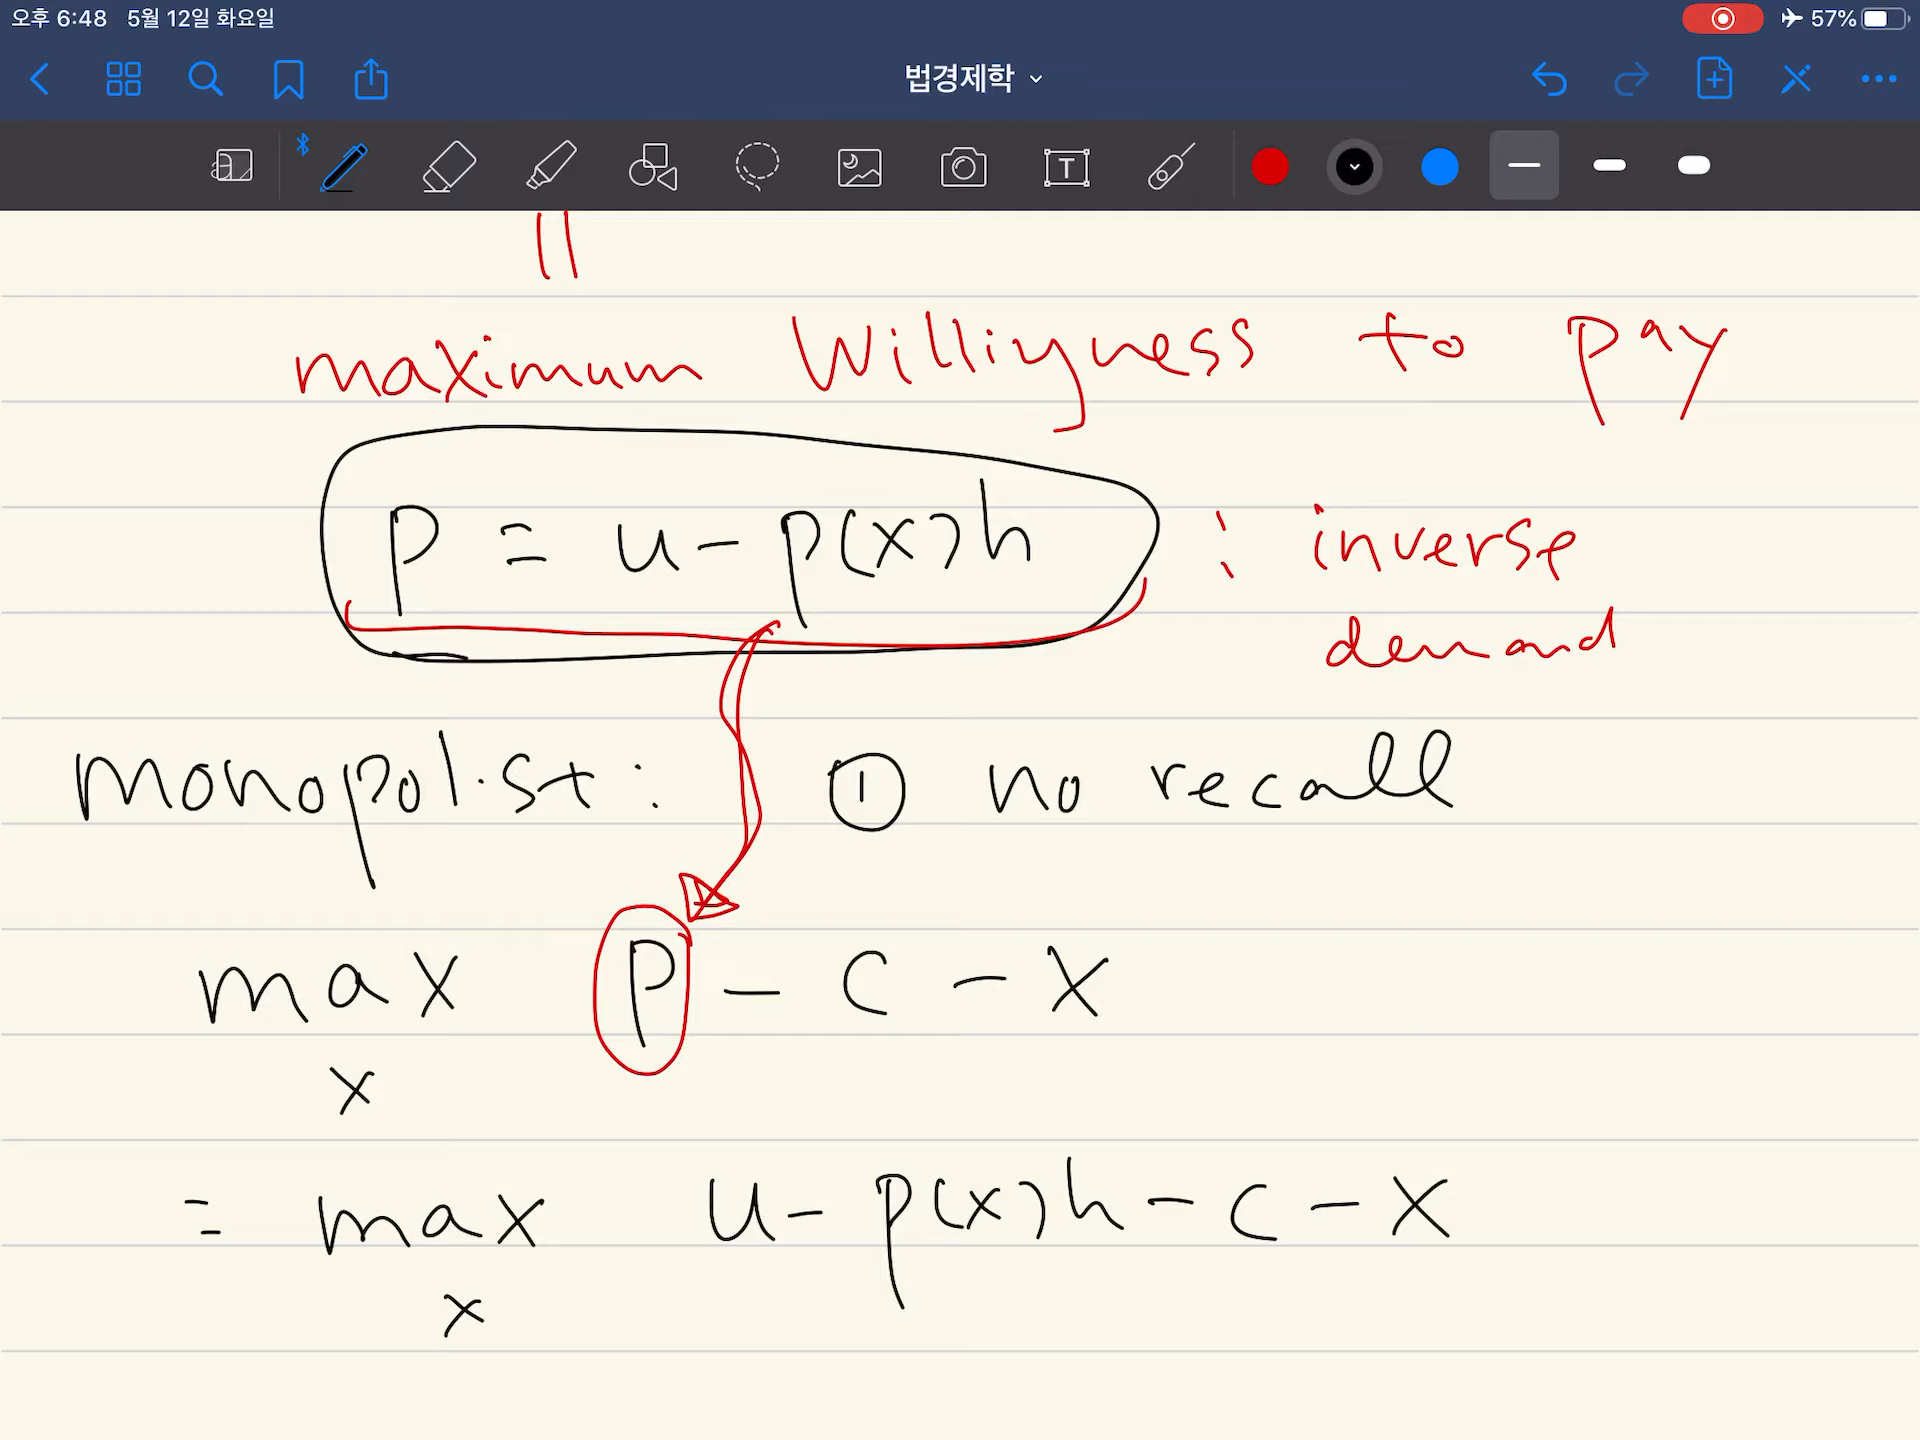 오후 6:48 5월 12일 화요일 57%
법경제학
maximum Willingness to pay
P = u - p(x)h : inverse demand
monopolist : ① no recall
max P - c - x
x
= max u - p(x)h - c - x
x